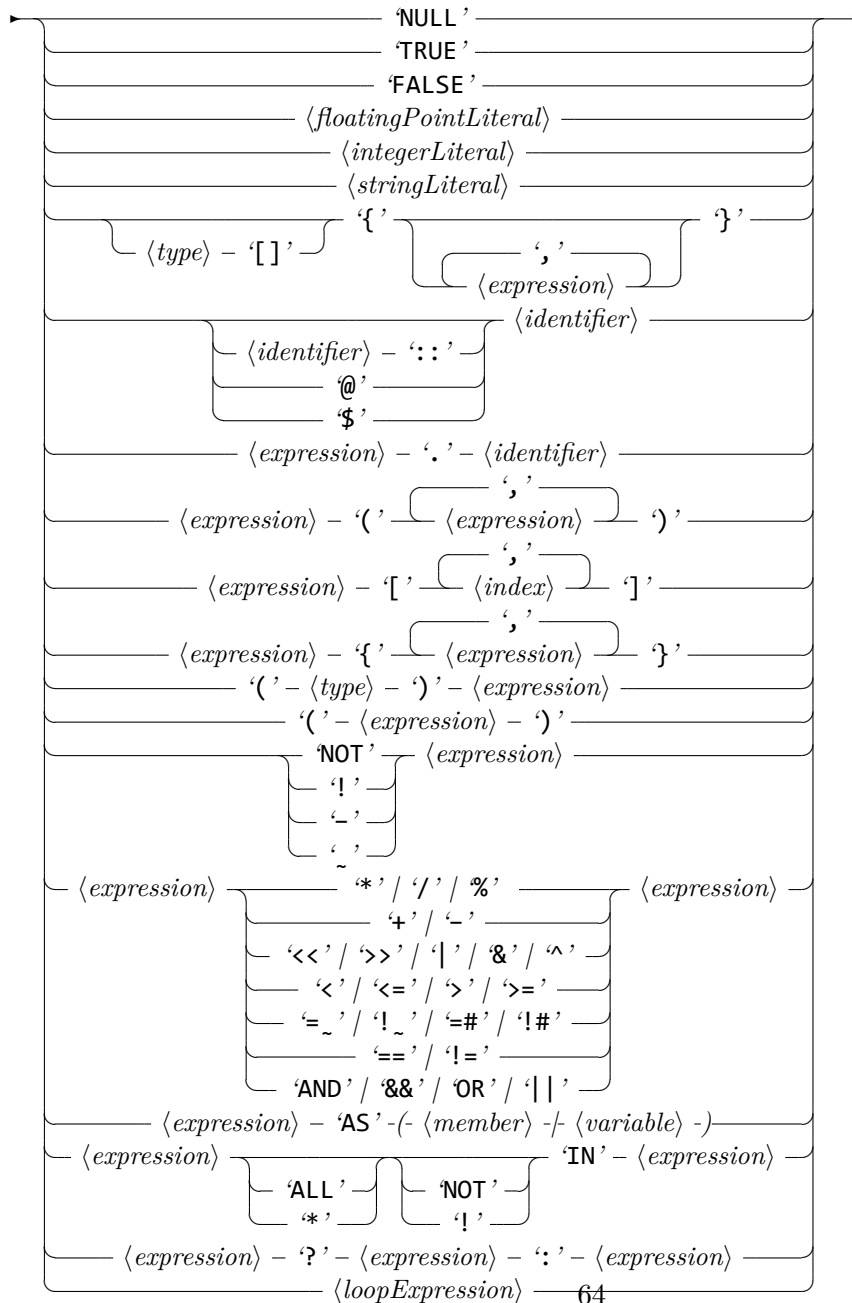 ‘NULL’
‘TRUE’
‘FALSE’
⟨floatingPointLiteral⟩
⟨integerLiteral⟩
⟨stringLiteral⟩
‘{’ ‘}’
⟨type⟩ – ‘[]’ ‘,’
⟨expression⟩
⟨identifier⟩
⟨identifier⟩ – ‘::’
‘@’
‘$’
⟨expression⟩ – ‘.’ – ⟨identifier⟩
‘,’
⟨expression⟩ – ‘(’ ⟨expression⟩ ‘)’
‘,’
⟨expression⟩ – ‘[’ ⟨index⟩ ‘]’
‘,’
⟨expression⟩ – ‘{’ ⟨expression⟩ ‘}’
‘(’ – ⟨type⟩ – ‘)’ – ⟨expression⟩
‘(’ – ⟨expression⟩ – ‘)’
‘NOT’ ⟨expression⟩
‘!’
‘-’
‘~’
⟨expression⟩ ‘*’ / ‘/’ / ‘%’ ⟨expression⟩
‘+’ / ‘-’
‘<<’ / ‘>>’ / ‘|’ / ‘&’ / ‘^’
‘<’ / ‘<=’ / ‘>’ / ‘>=’
‘=~’ / ‘!~’ / ‘=#’ / ‘!#’
‘==’ / ‘!=’
‘AND’ / ‘&&’ / ‘OR’ / ‘||’
⟨expression⟩ – ‘AS’ -(- ⟨member⟩ -/- ⟨variable⟩ -)
⟨expression⟩ ‘IN’ – ⟨expression⟩
‘ALL’ ‘NOT’
‘*’ ‘!’
⟨expression⟩ – ‘?’ – ⟨expression⟩ – ‘:’ – ⟨expression⟩
⟨loopExpression⟩
64